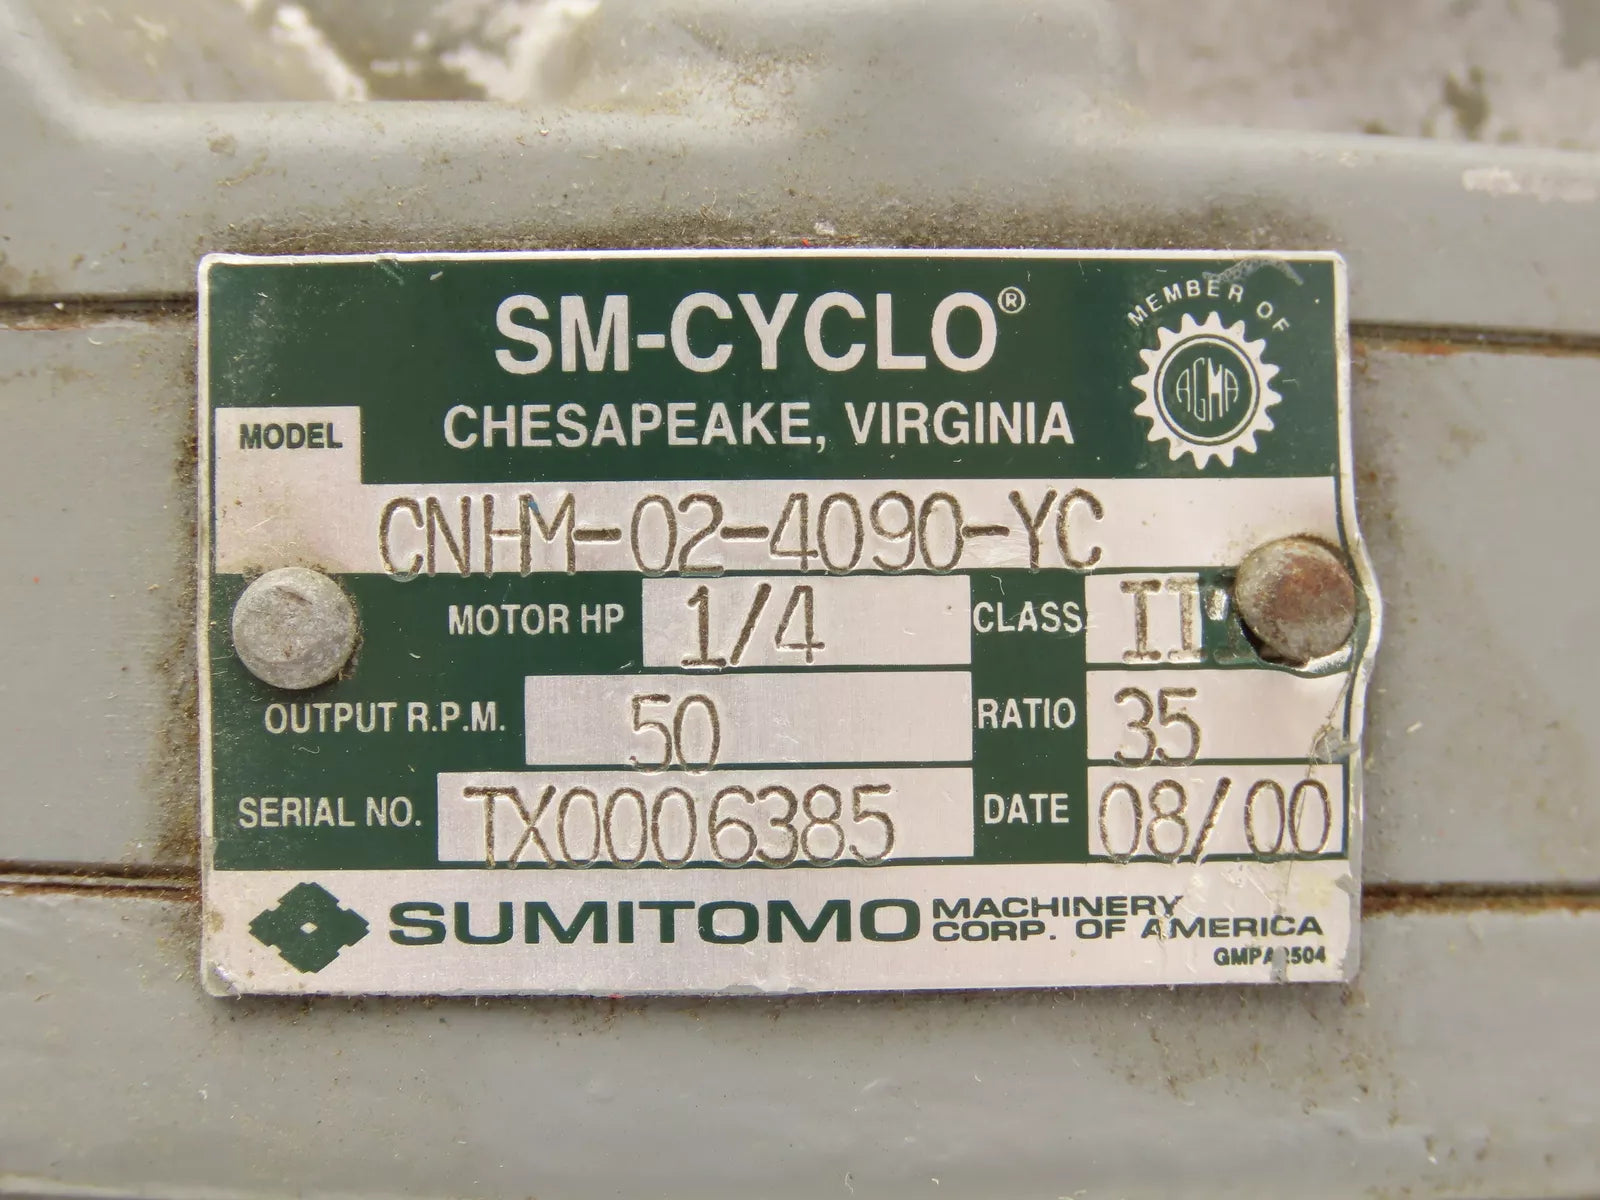 SM-CYCLO®
MEMBER OF
AGMA
CHESAPEAKE, VIRGINIA
MODEL
CNHM-02-4090-YC
MOTOR HP 1/4 CLASS
OUTPUT R.P.M. 50 RATIO 35
SERIAL NO. TX0006385 DATE 08/00
SUMITOMO MACHINERY
CORP. OF AMERICA